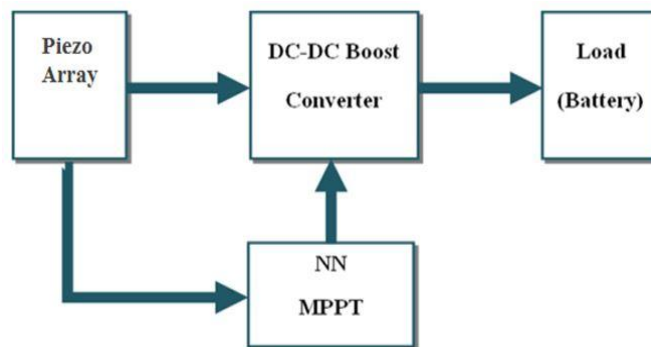 Piezo
Array
DC-DC Boost
Converter
Load
(Battery)
NN
MPPT